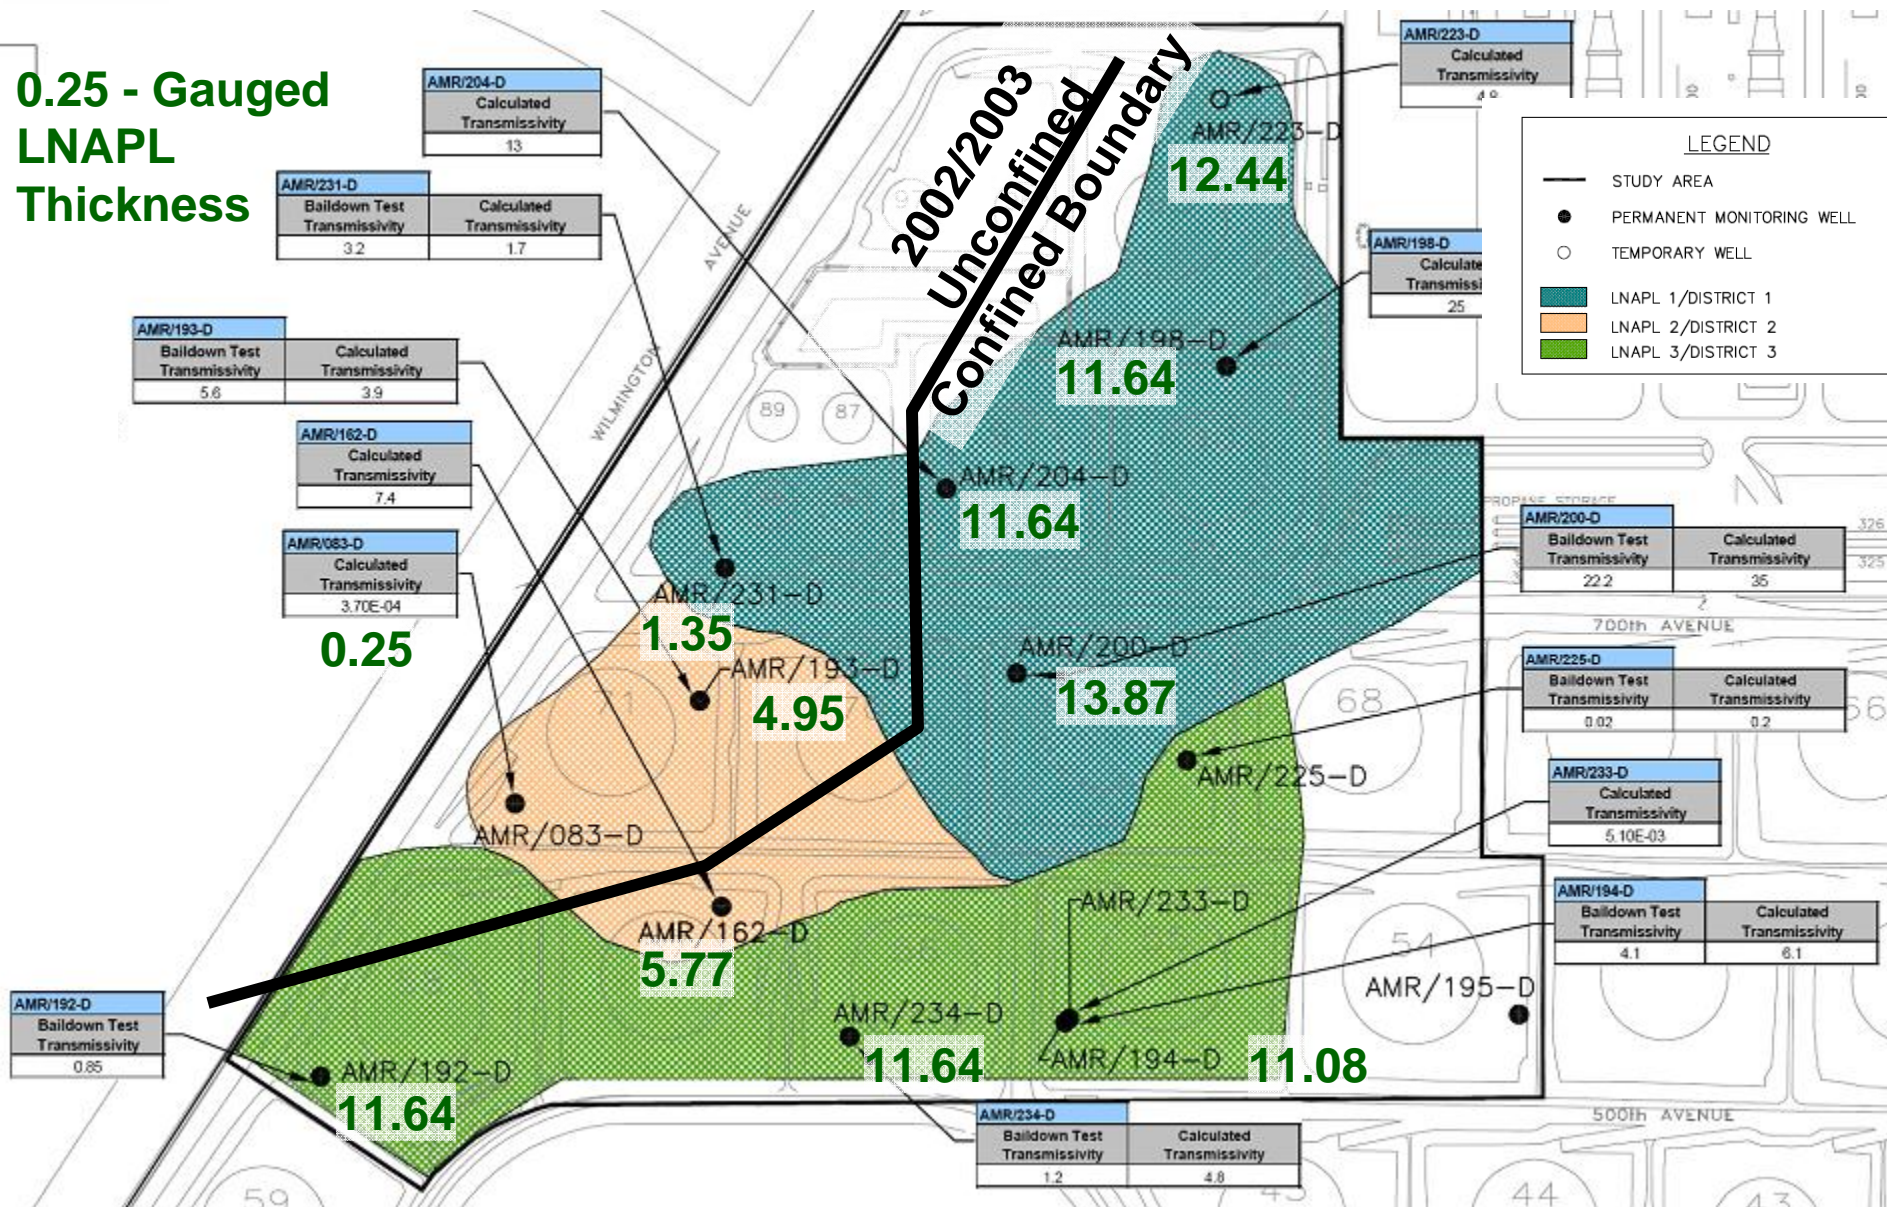 0.25 - Gauged
LNAPL
Thickness
AMR/204-D
Calculated
Transmissivity
13
AMR/231-D
Baildown Test
Transmissivity
Calculated
Transmissivity
3.2
1.7
AMR/193-D
Baildown Test
Transmissivity
Calculated
Transmissivity
5.6
3.9
AMR/162-D
Calculated
Transmissivity
7.4
AMR/083-D
Calculated
Transmissivity
3.70E-04
0.25
WILMINGTON
AVENUE
2002/2003
Unconfined
Confined Boundary
AMR/223-D
Calculated
Transmissivity
AMR/223-D
12.44
AMR/198-D
25
AMR/198-D
11.64
LEGEND
STUDY AREA
PERMANENT MONITORING WELL
TEMPORARY WELL
LNAPL 1/DISTRICT 1
LNAPL 2/DISTRICT 2
LNAPL 3/DISTRICT 3
89
87
AMR/204-D
11.64
PROPANE STORAGE
326
325
AMR/200-D
Baildown Test
Transmissivity
Calculated
Transmissivity
22.2
35
AMR/231-D
1.35
AMR/193-D
4.95
AMR/200-D
13.87
700th AVENUE
AMR/225-D
Baildown Test
Transmissivity
Calculated
Transmissivity
0.02
0.2
68
66
AMR/225-D
AMR/233-D
Calculated
Transmissivity
5.10E-03
AMR/083-D
AMR/162-D
5.77
AMR/233-D
AMR/194-D
Baildown Test
Transmissivity
Calculated
Transmissivity
4.1
6.1
54
AMR/195-D
AMR/192-D
Baildown Test
Transmissivity
0.85
AMR/192-D
11.64
AMR/234-D
11.64
AMR/194-D
11.08
AMR/234-D
Baildown Test
Transmissivity
Calculated
Transmissivity
1.2
4.8
500th AVENUE
59
44